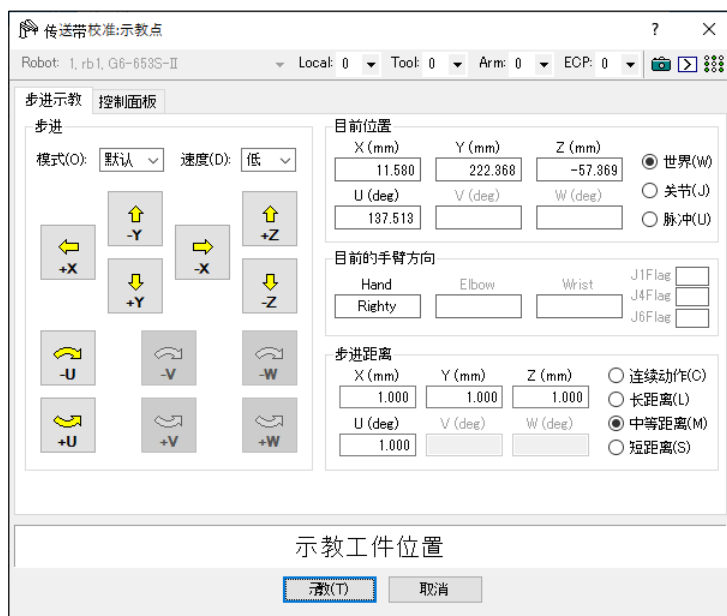 传送带校准:示教点 ?
Robot: 1, rb1, G6-653S-II Local: 0 Tool: 0 Arm: 0 ECP: 0
步进示教 控制面板
步进
模式(O): 默认 速度(D): 低
+X
-Y
+Y
-X
+Z
-Z
-U -V -W
+U +V +W
目前位置
X (mm) Y (mm) Z (mm)
11.580 222.368 -57.369
U (deg) V (deg) W (deg)
137.513
世界(W)
关节(J)
脉冲(U)
目前的手臂方向
Hand Elbow Wrist
Righty
J1Flag
J4Flag
J6Flag
步进距离
X (mm) Y (mm) Z (mm)
1.000 1.000 1.000
U (deg) V (deg) W (deg)
1.000
连续动作(C)
长距离(L)
中等距离(M)
短距离(S)
示教工件位置
示教(T) 取消